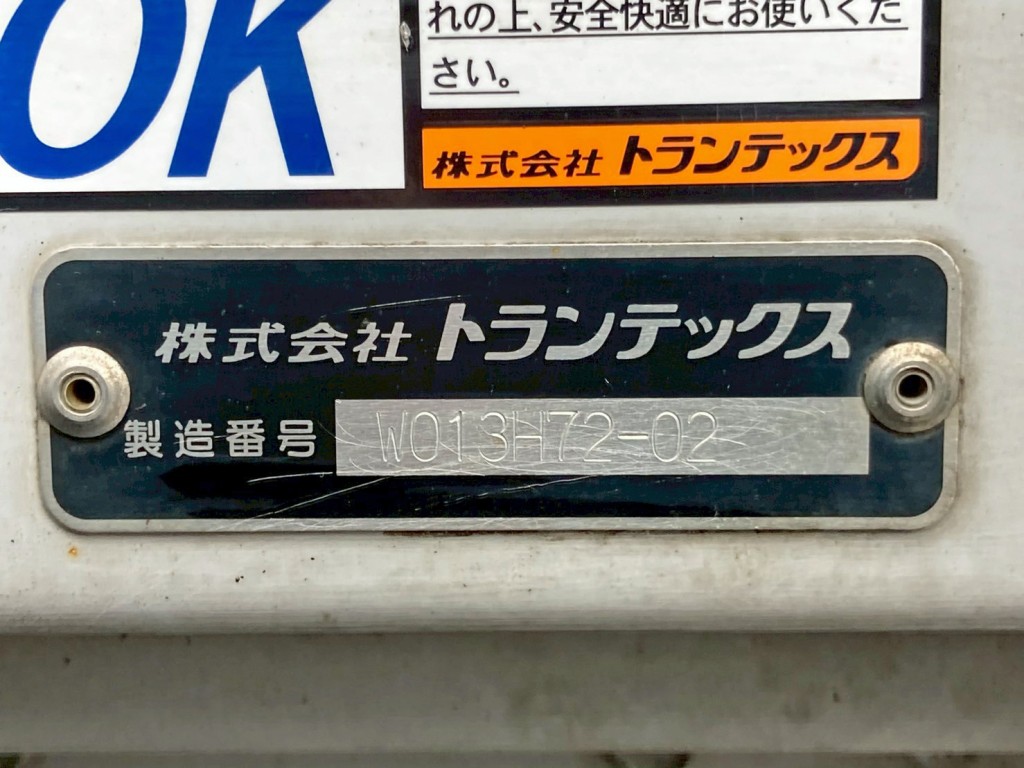 OK
れの上、安全快適にお使いくた
さい。
株式会社 トランテックス
株式会社 トランテックス
製造番号 W013H72-02